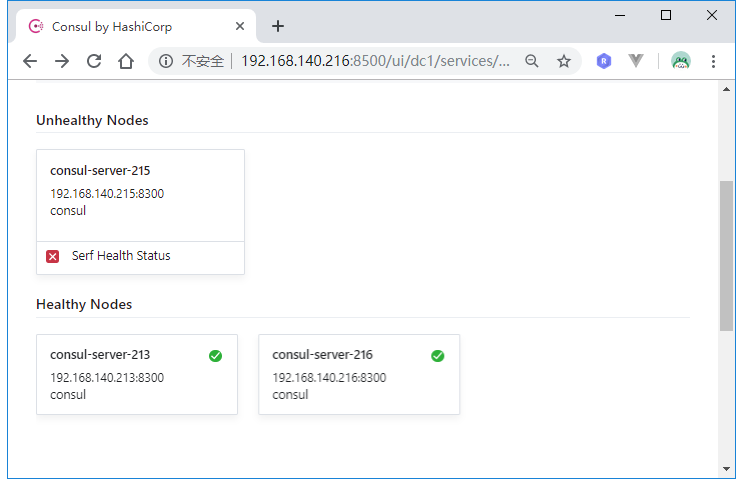 Consul by HashiCorp
不安全 192.168.140.216:8500/ui/dc1/services/...
R
Unhealthy Nodes
consul-server-215
192.168.140.215:8300
consul
Serf Health Status
Healthy Nodes
consul-server-213
192.168.140.213:8300
consul
consul-server-216
192.168.140.216:8300
consul